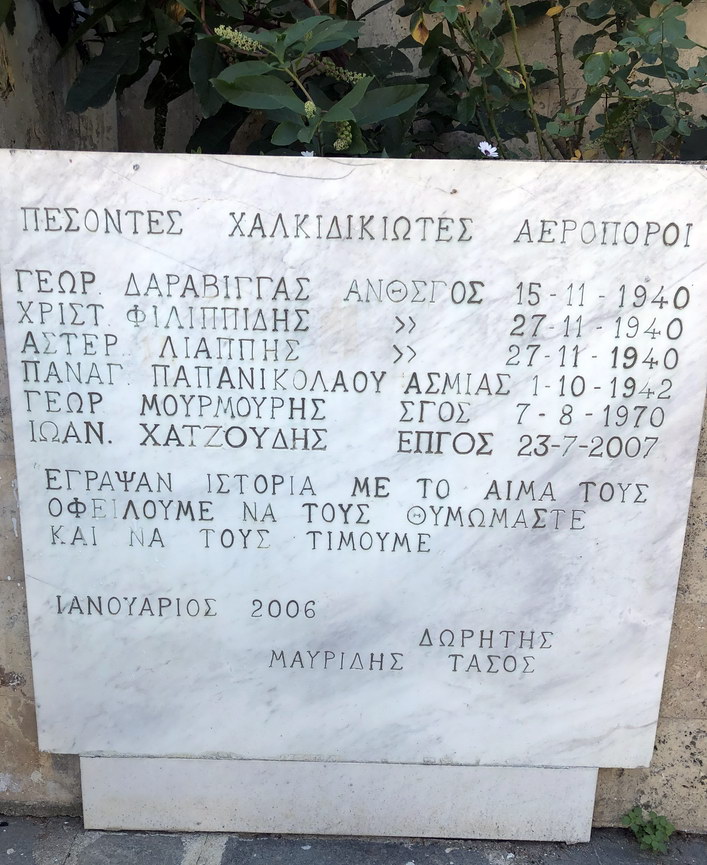 ΠΕΣΟΝΤΕΣ ΧΑΛΚΙΔΙΚΙΩΤΕΣ ΑΕΡΟΠΟΡΟΙ
ΓΕΩΡ. ΔΑΡΑΒΙΓΓΑΣ ΑΝΘΣΓΟΣ 15-11-1940
ΧΡΙΣΤ. ΦΙΛΙΠΠΙΔΗΣ >> 27-11-1940
ΑΣΤΕΡ. ΛΙΑΠΠΗΣ >> 27-11-1940
ΠΑΝΑΓ. ΠΑΠΑΝΙΚΟΛΑΟΥ ΑΣΜΙΑΣ 1-10-1942
ΓΕΩΡ. ΜΟΥΡΜΟΥΡΗΣ ΣΓΟΣ 7-8-1970
ΙΩΑΝ. ΧΑΤΖΟΥΔΗΣ ΕΠΓΟΣ 23-7-2007
ΕΓΡΑΨΑΝ ΙΣΤΟΡΙΑ ΜΕ ΤΟ ΑΙΜΑ ΤΟΥΣ
ΟΦΕΙΛΟΥΜΕ ΝΑ ΤΟΥΣ ΘΥΜΩΜΑΣΤΕ
ΚΑΙ ΝΑ ΤΟΥΣ ΤΙΜΟΥΜΕ
ΙΑΝΟΥΑΡΙΟΣ 2006
ΔΩΡΗΤΗΣ
ΜΑΥΡΙΔΗΣ ΤΑΣΟΣ